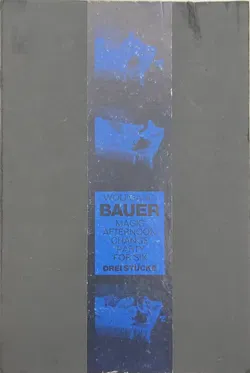 WOLFGANG
BAUER
MAGIC
AFTERNOON
CHANGE
PARTY
FOR SIX
DREI STÜCKE